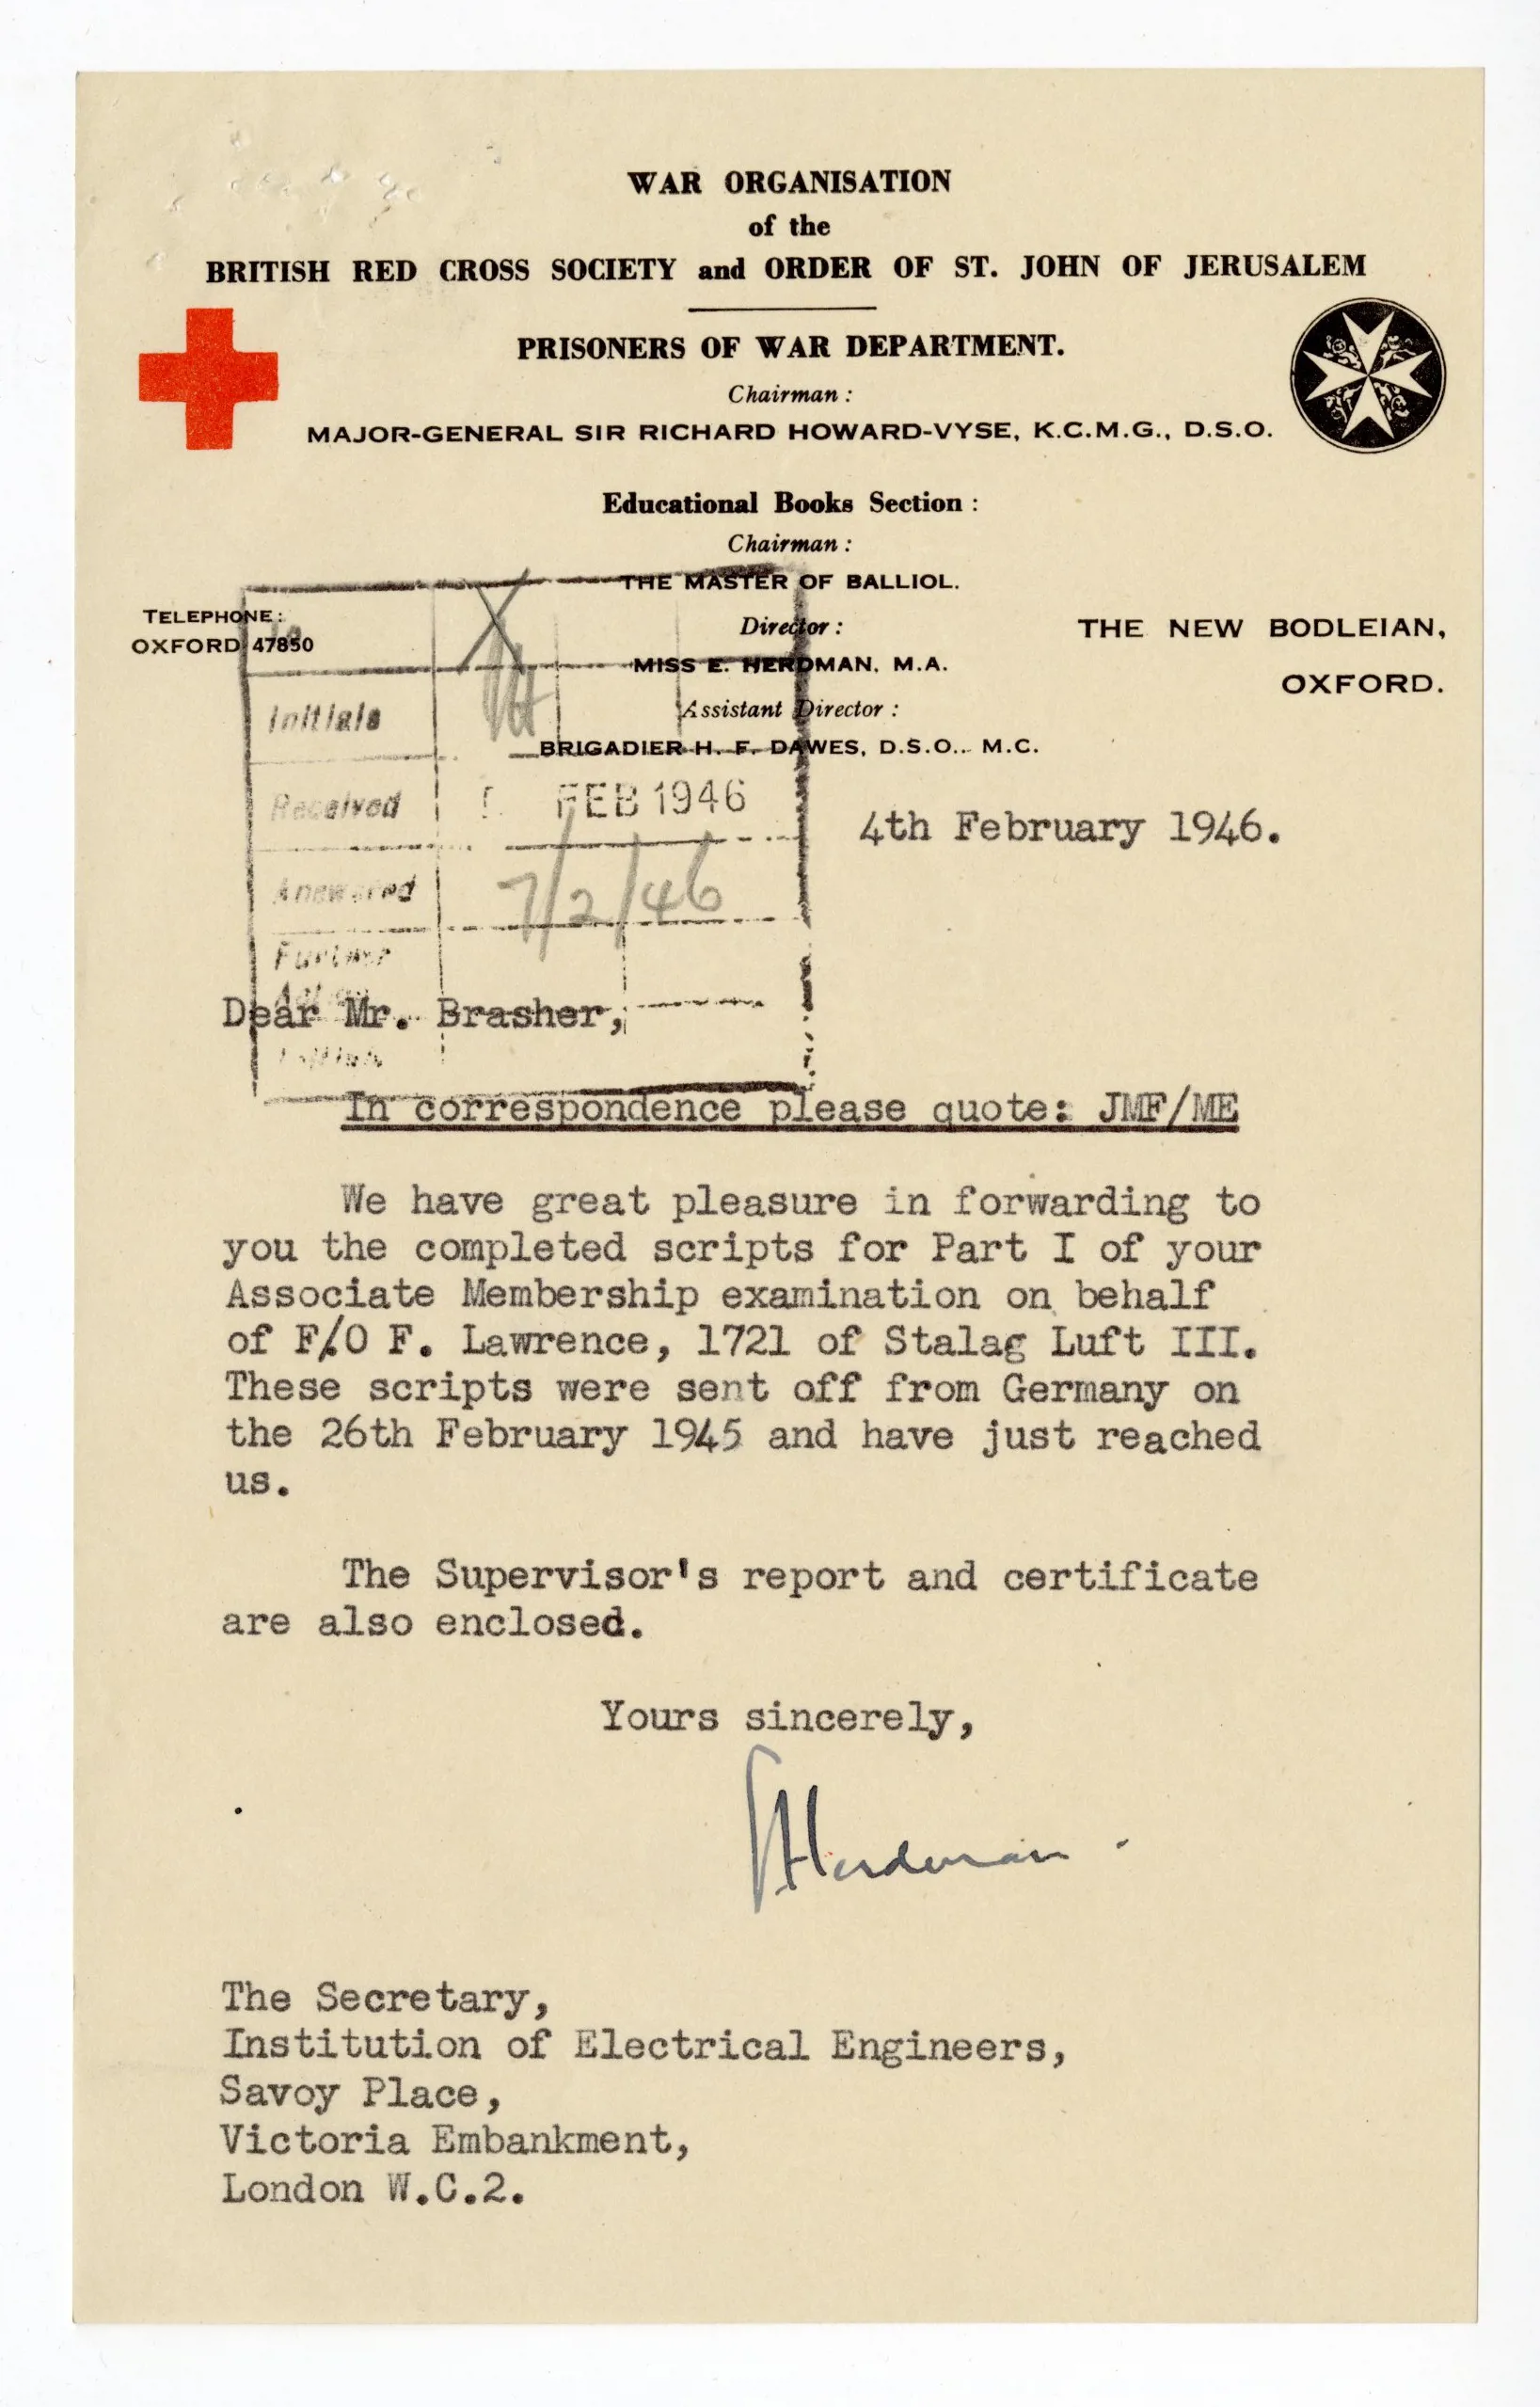 WAR ORGANISATION
of the
BRITISH RED CROSS SOCIETY and ORDER OF ST. JOHN OF JERUSALEM
PRISONERS OF WAR DEPARTMENT.
Chairman :
MAJOR-GENERAL SIR RICHARD HOWARD-VYSE, K.C.M.G., D.S.O.
Educational Books Section :
Chairman :
THE MASTER OF BALLIOL.
TELEPHONE:
OXFORD 47850
Director :
MISS E. HERDMAN, M.A.
Assistant Director :
BRIGADIER H. F. DAWES, D.S.O., M.C.
THE NEW BODLEIAN,
OXFORD.
Initials
Received FEB 1946
Answered 7/2/46
Further
4th February 1946.
Dear Mr. Brasher,
In correspondence please quote: JMF/ME
We have great pleasure in forwarding to
you the completed scripts for Part I of your
Associate Membership examination on behalf
of F/O F. Lawrence, 1721 of Stalag Luft III.
These scripts were sent off from Germany on
the 26th February 1945 and have just reached
us.
The Supervisor's report and certificate
are also enclosed.
Yours sincerely,
E Herdman
The Secretary,
Institution of Electrical Engineers,
Savoy Place,
Victoria Embankment,
London W.C.2.